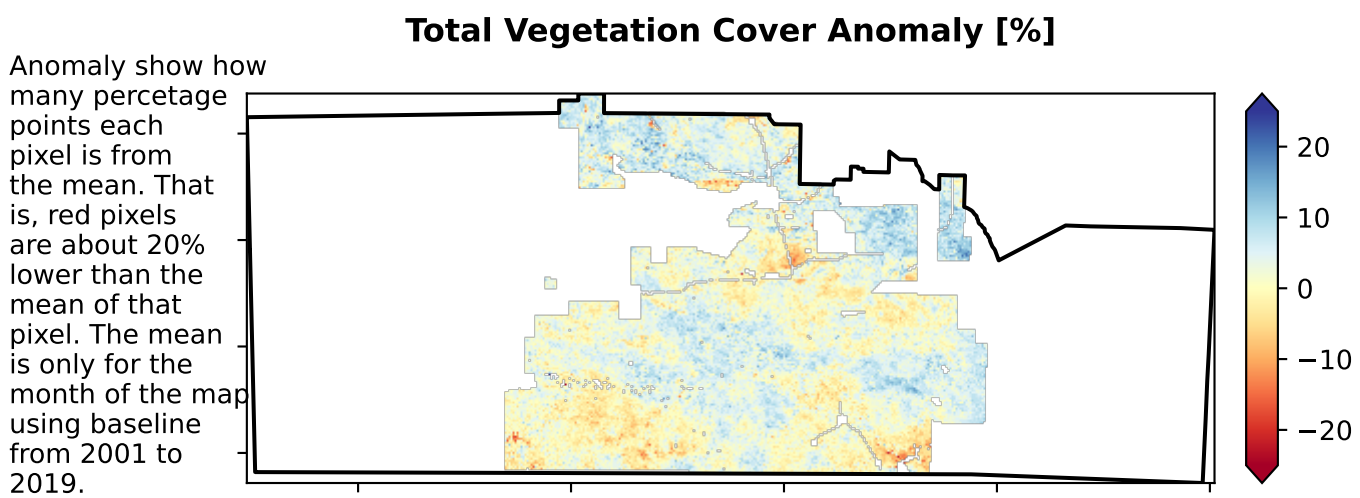 Total Vegetation Cover Anomaly [%]
Anomaly show how
many percetage
points each
pixel is from
the mean. That
is, red pixels
are about 20%
lower than the
mean of that
pixel. The mean
is only for the
month of the map
using baseline
from 2001 to
2019.
20
10
0
−10
−20